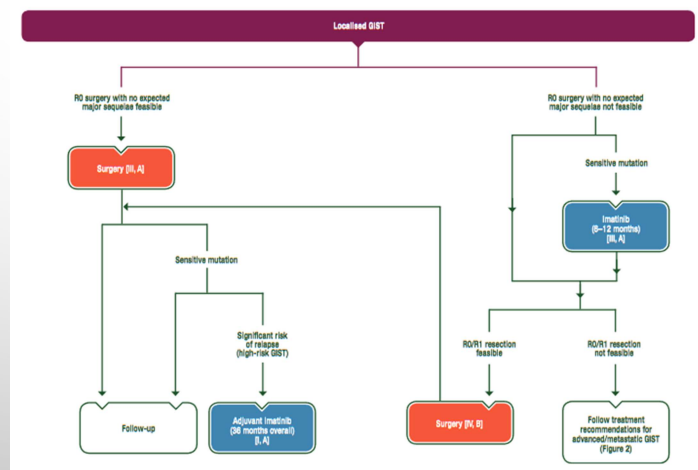 Localised GIST
R0 surgery with no expected
major sequelae feasible
R0 surgery with no expected
major sequelae not feasible
Surgery [III, A]
Sensitive mutation
Imatinib
(6–12 months)
[III, A]
Sensitive mutation
Significant risk
of relapse
(high-risk GIST)
R0/R1 resection
feasible
R0/R1 resection
not feasible
Follow-up
Adjuvant imatinib
(36 months overall)
[I, A]
Surgery [IV, B]
Follow treatment
recommendations for
advanced/metastatic GIST
(Figure 2)